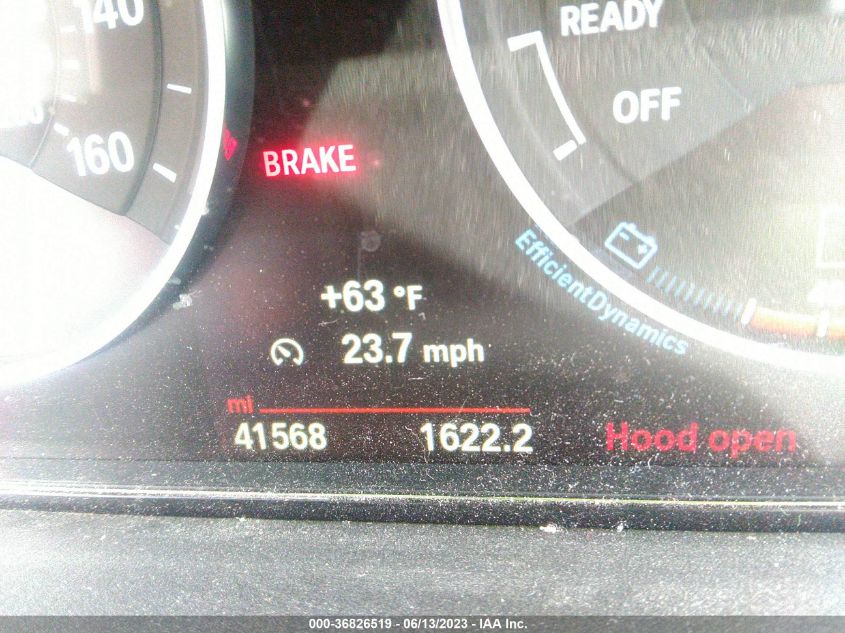 140
160
READY
OFF
BRAKE
EfficientDynamics
+63 °F
23.7 mph
mi
41568 1622.2
Hood open
000-36826519 - 06/13/2023 - IAA Inc.